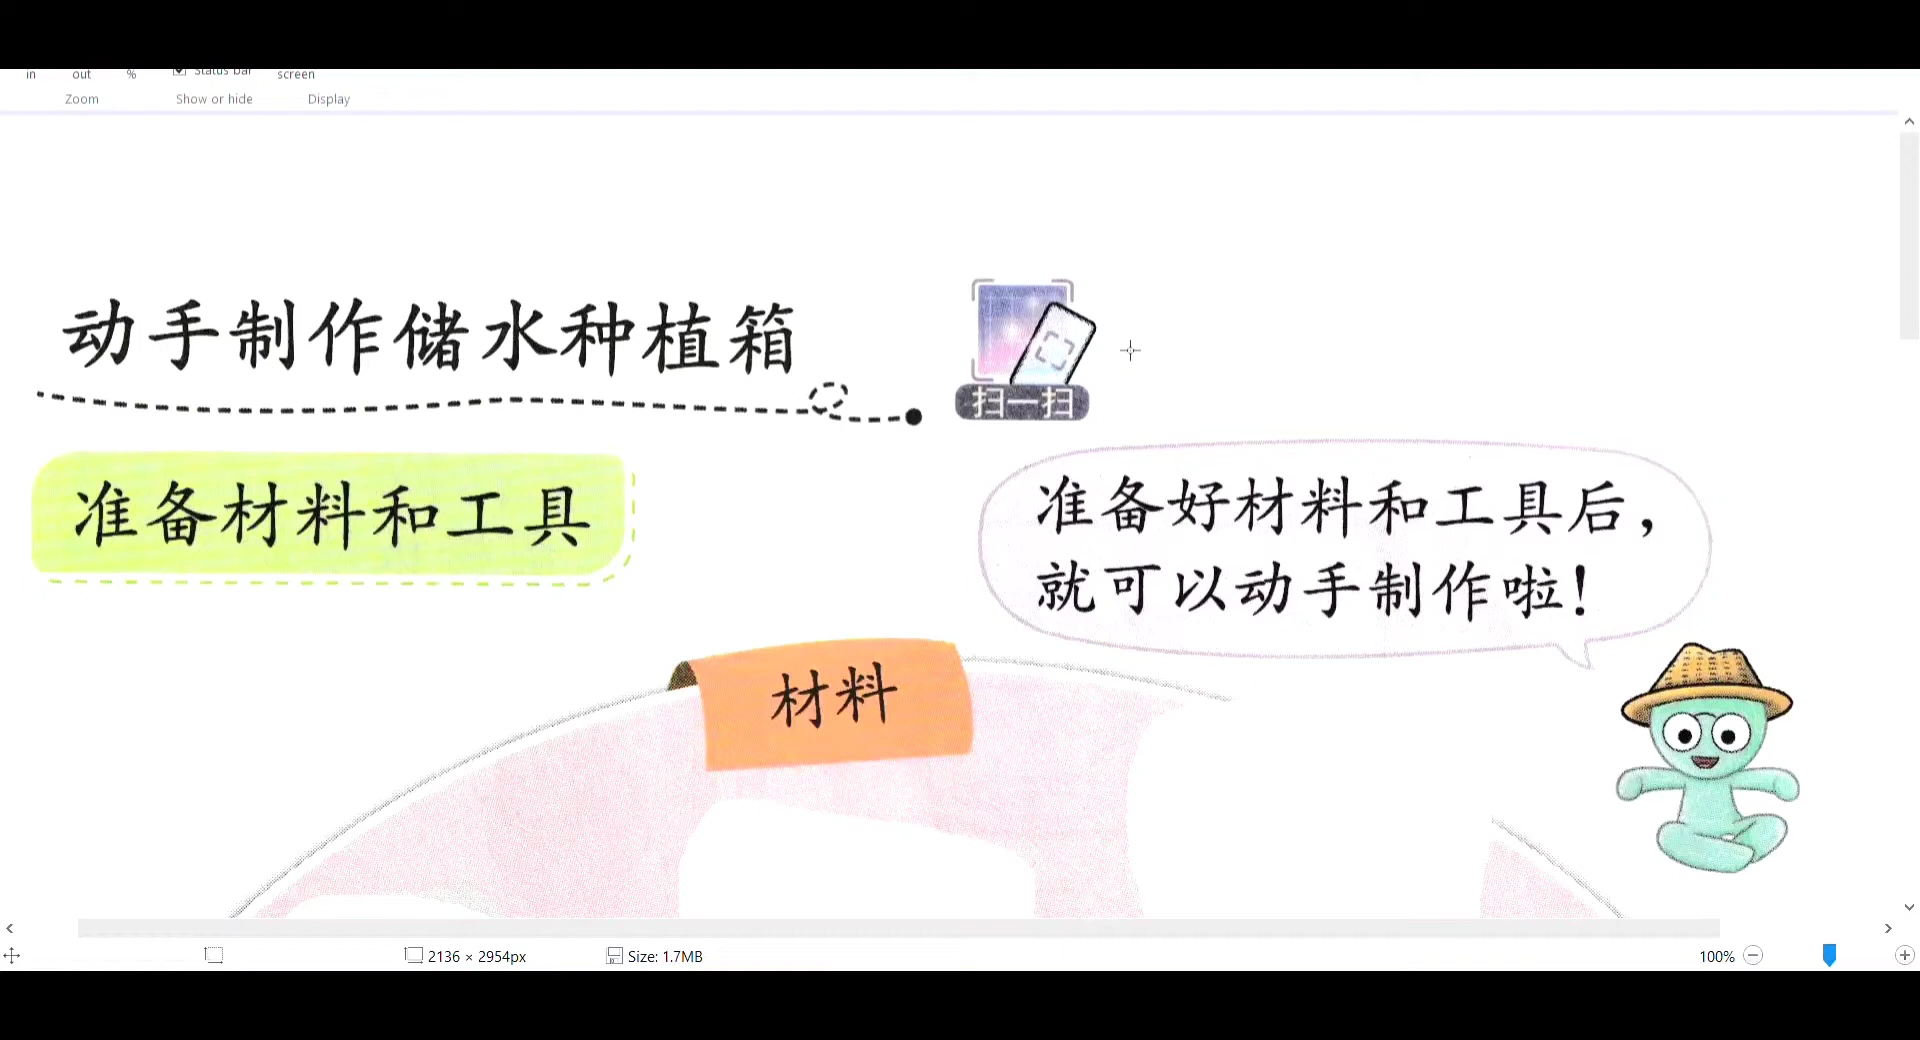 in out % Status bar screen
Zoom Show or hide Display
动手制作储水种植箱
扫一扫
准备材料和工具
准备好材料和工具后，
就可以动手制作啦！
材料
2136 × 2954px Size: 1.7MB 100%